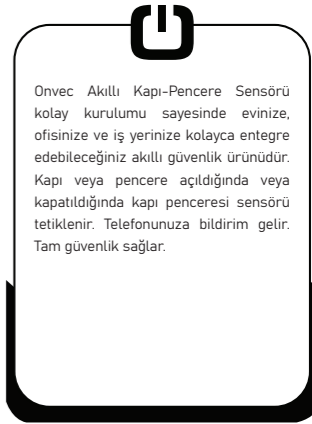 Onvec Akıllı Kapı-Pencere Sensörü
kolay kurulumu sayesinde evinize,
ofisinize ve iş yerinize kolayca entegre
edebileceğiniz akıllı güvenlik ürünüdür.
Kapı veya pencere açıldığında veya
kapatıldığında kapı penceresi sensörü
tetiklenir. Telefonunuza bildirim gelir.
Tam güvenlik sağlar.